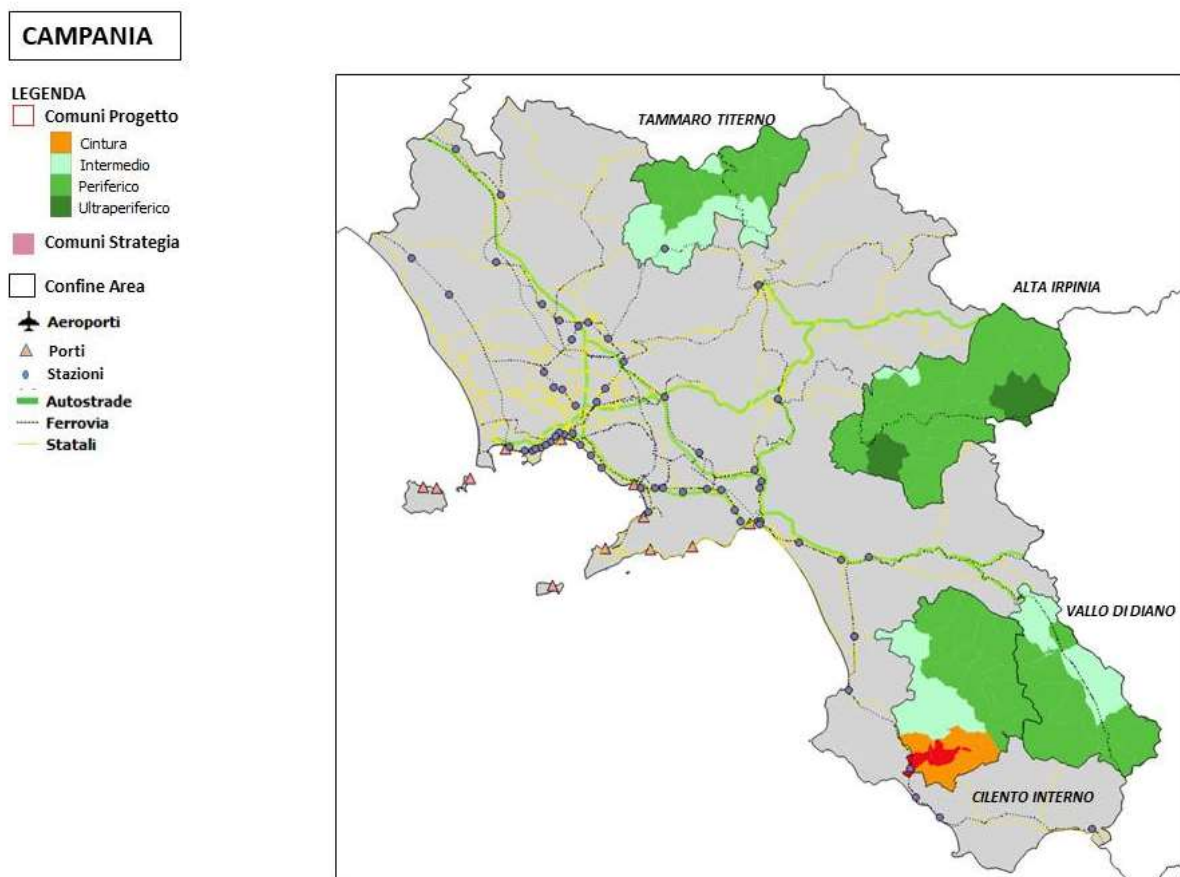 CAMPANIA
LEGENDA
Comuni Progetto
Cintura
Intermedio
Periferico
Ultraperiferico
Comuni Strategia
Confine Area
Aeroporti
Porti
Stazioni
Autostrade
Ferrovia
Statali
TAMMARO TITERNO
ALTA IRPINIA
VALLO DI DIANO
CILENTO INTERNO